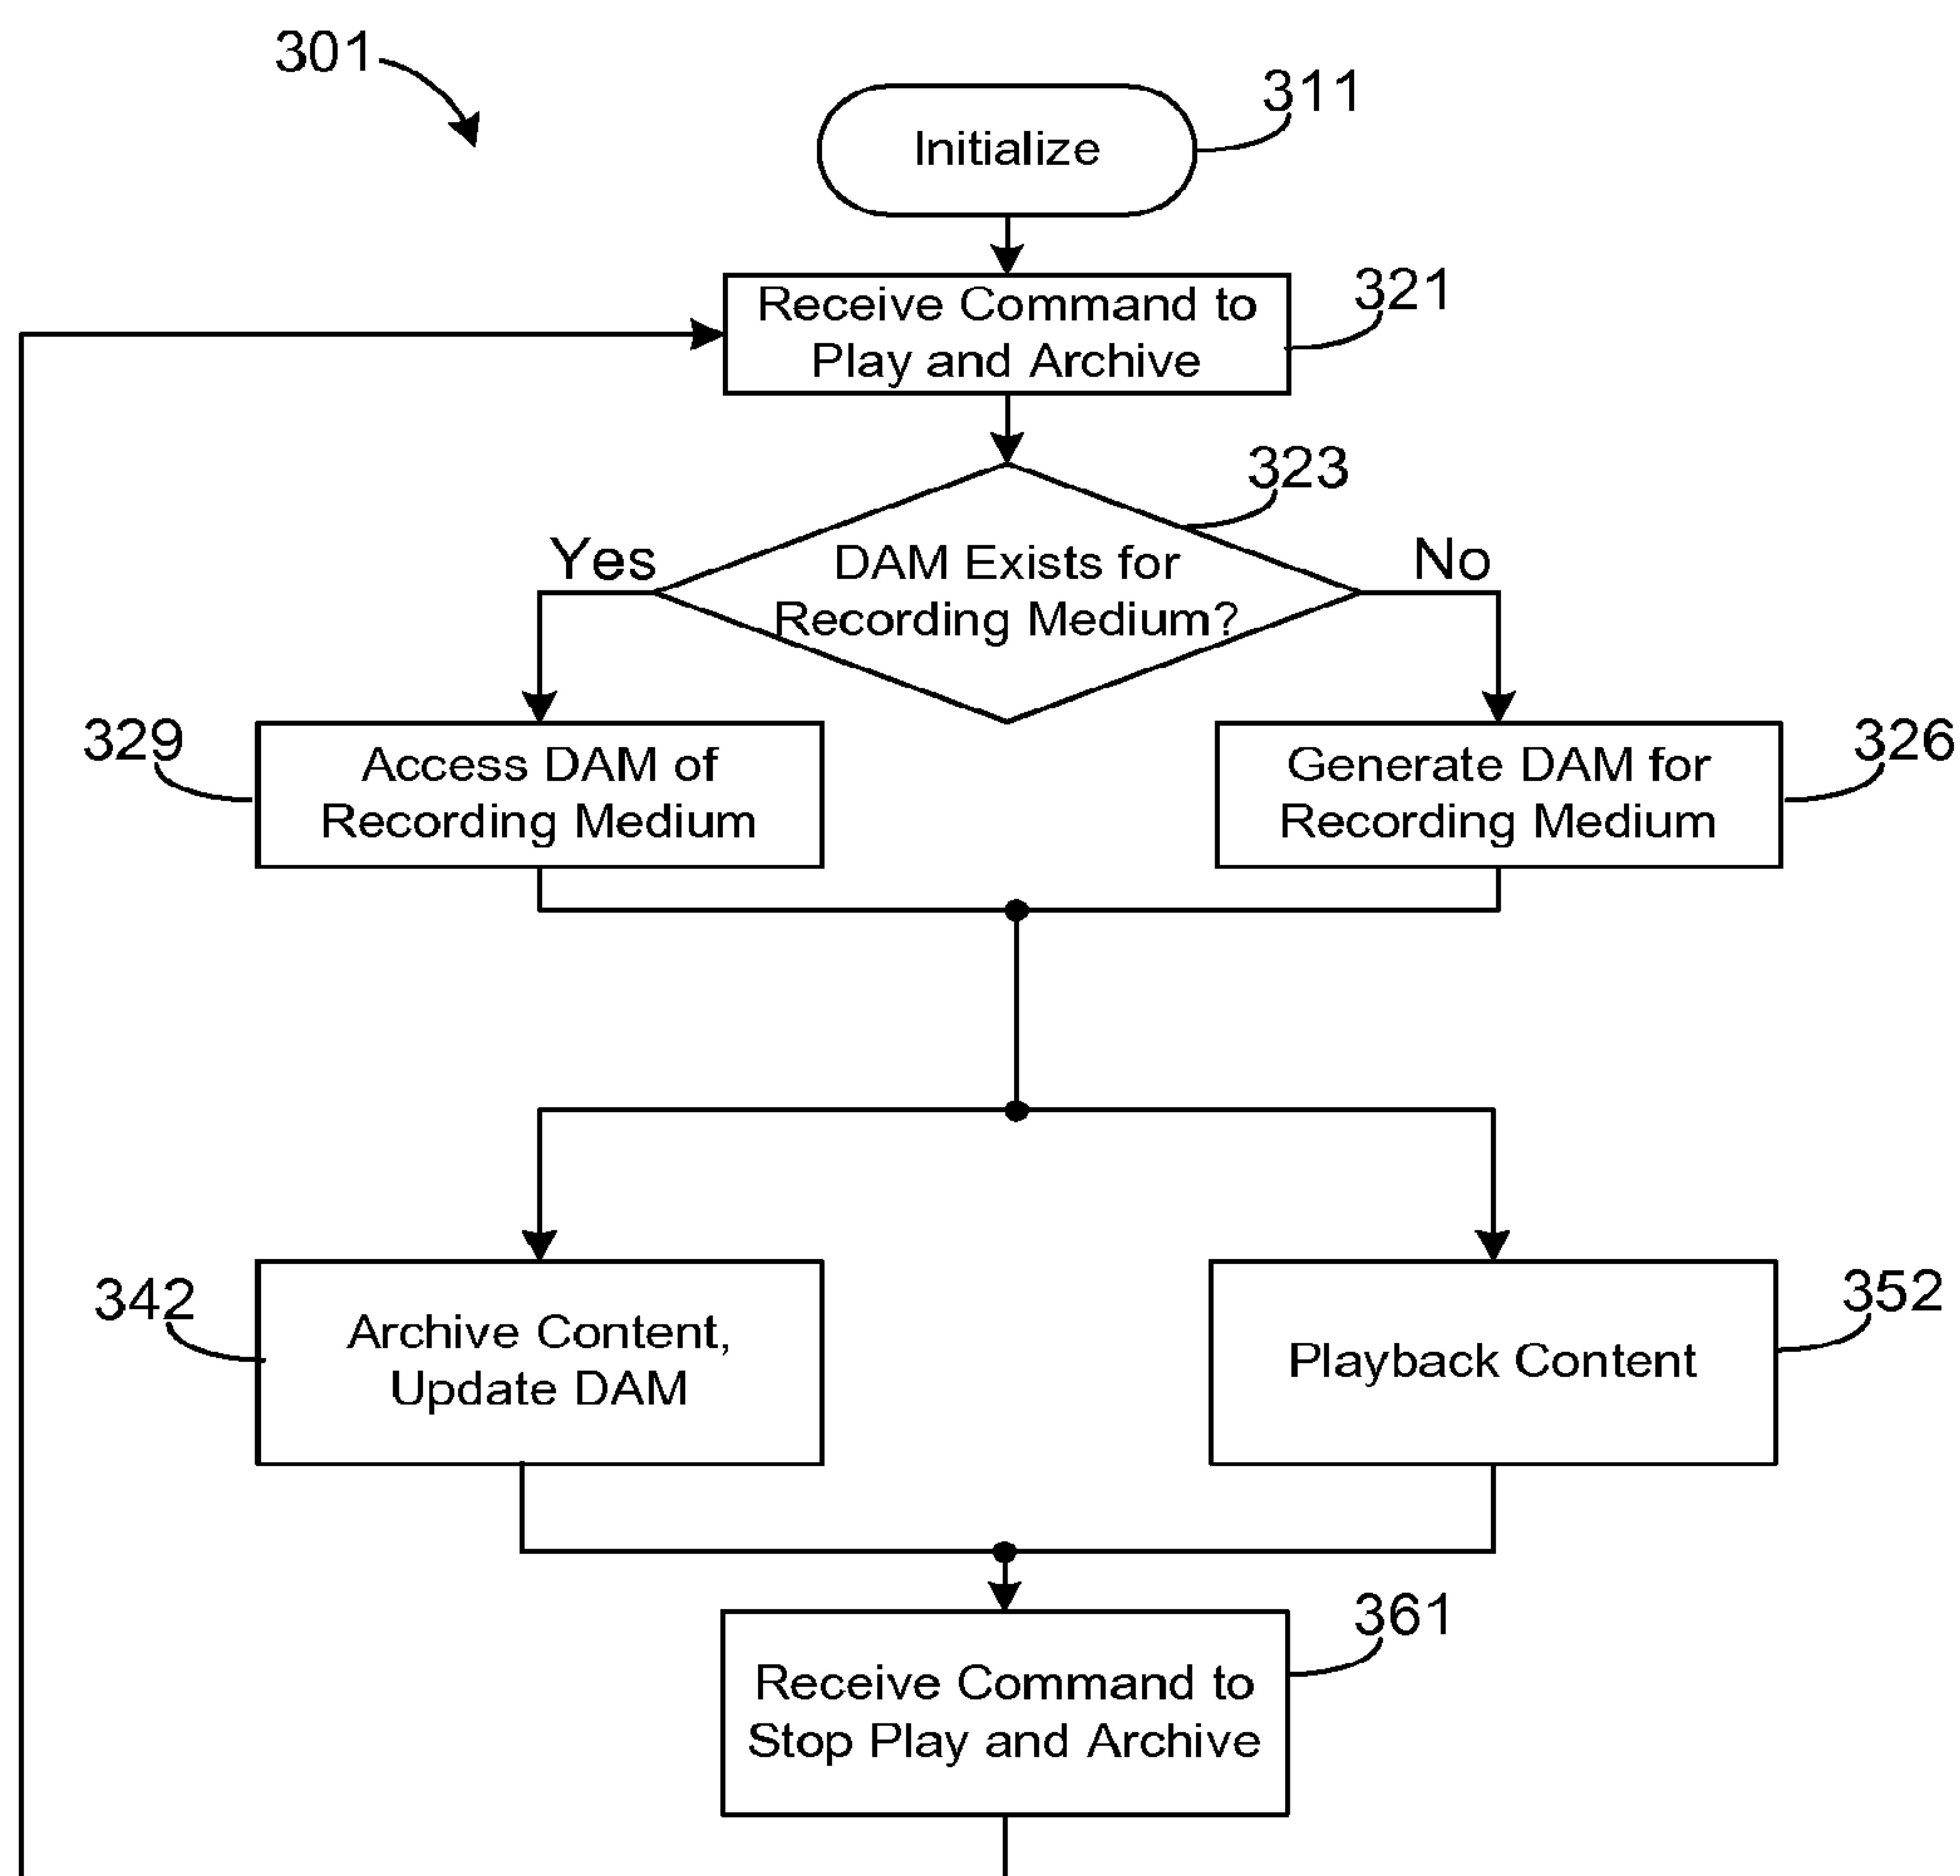 301
311
Initialize
321
Receive Command to
Play and Archive
323
Yes
No
DAM Exists for
Recording Medium?
329
Access DAM of
Recording Medium
326
Generate DAM for
Recording Medium
342
Archive Content,
Update DAM
352
Playback Content
361
Receive Command to
Stop Play and Archive